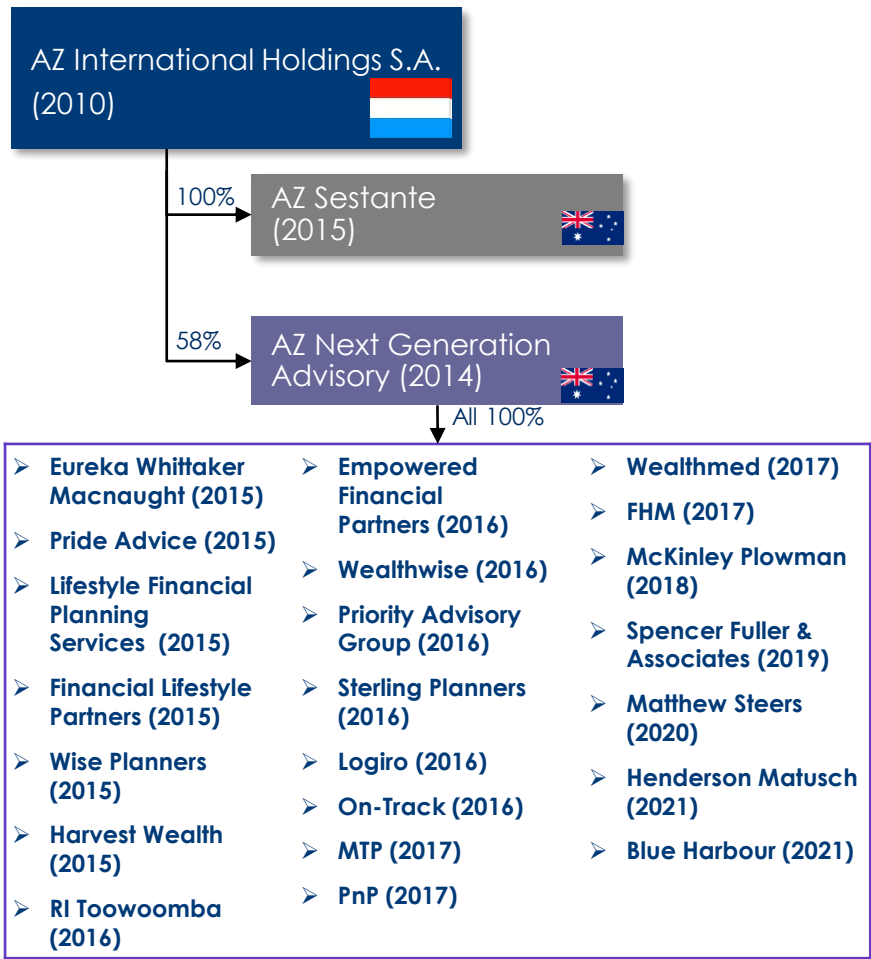 AZ International Holdings S.A.
(2010)
100%
AZ Sestante
(2015)
58%
AZ Next Generation
Advisory (2014)
All 100%
➢ Eureka Whittaker
Macnaught (2015)
➢ Pride Advice (2015)
➢ Lifestyle Financial
Planning
Services (2015)
➢ Financial Lifestyle
Partners (2015)
➢ Wise Planners
(2015)
➢ Harvest Wealth
(2015)
➢ RI Toowoomba
(2016)
➢ Empowered
Financial
Partners (2016)
➢ Wealthwise (2016)
➢ Priority Advisory
Group (2016)
➢ Sterling Planners
(2016)
➢ Logiro (2016)
➢ On-Track (2016)
➢ MTP (2017)
➢ PnP (2017)
➢ Wealthmed (2017)
➢ FHM (2017)
➢ McKinley Plowman
(2018)
➢ Spencer Fuller &
Associates (2019)
➢ Matthew Steers
(2020)
➢ Henderson Matusch
(2021)
➢ Blue Harbour (2021)